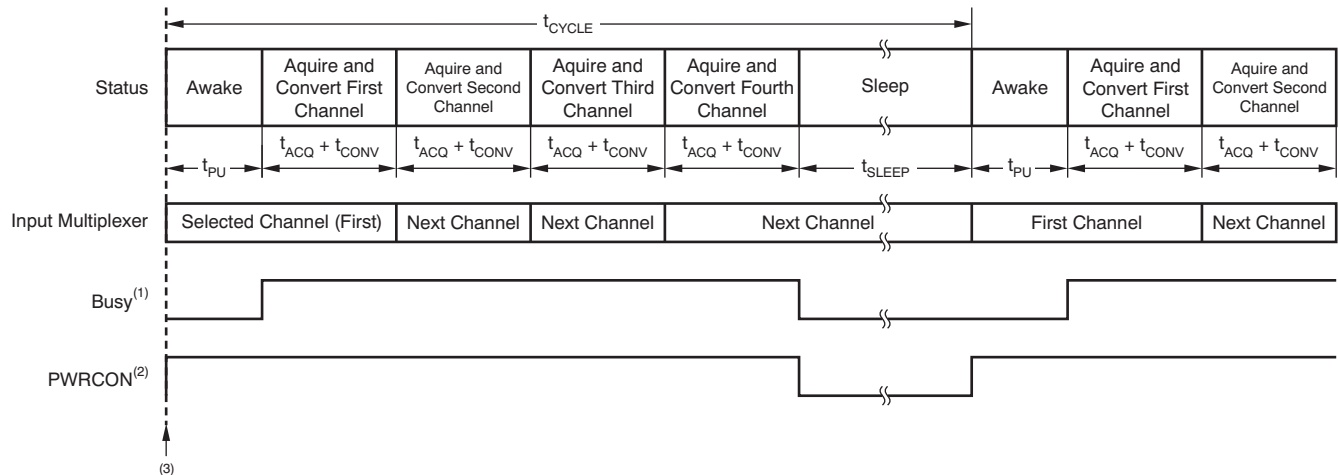 tCYCLE
Status
Awake
Aquire and
Convert First
Channel
Aquire and
Convert Second
Channel
Aquire and
Convert Third
Channel
Aquire and
Convert Fourth
Channel
Sleep
Awake
Aquire and
Convert First
Channel
Aquire and
Convert Second
Channel
tPU
tACQ + tCONV
tACQ + tCONV
tACQ + tCONV
tACQ + tCONV
tSLEEP
tPU
tACQ + tCONV
tACQ + tCONV
Input Multiplexer
Selected Channel (First)
Next Channel
Next Channel
Next Channel
First Channel
Next Channel
Busy(1)
PWRCON(2)
(3)